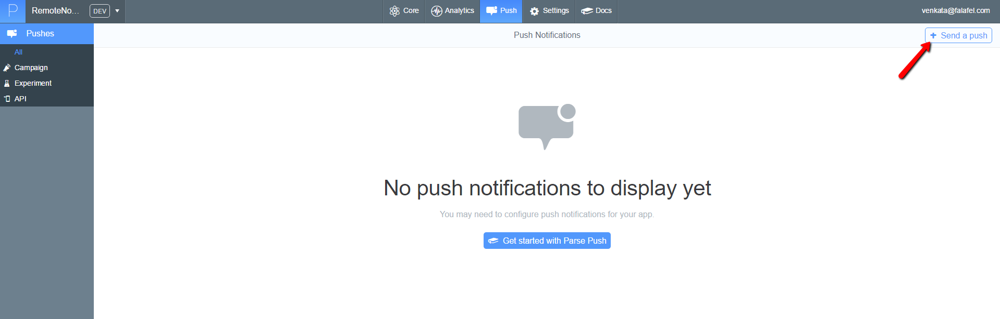 P RemoteNo... DEV Core Analytics Push Settings Docs venkata@falafel.com
Pushes
Push Notifications
Send a push
All
Campaign
Experiment
API
No push notifications to display yet
You may need to configure push notifications for your app.
Get started with Parse Push